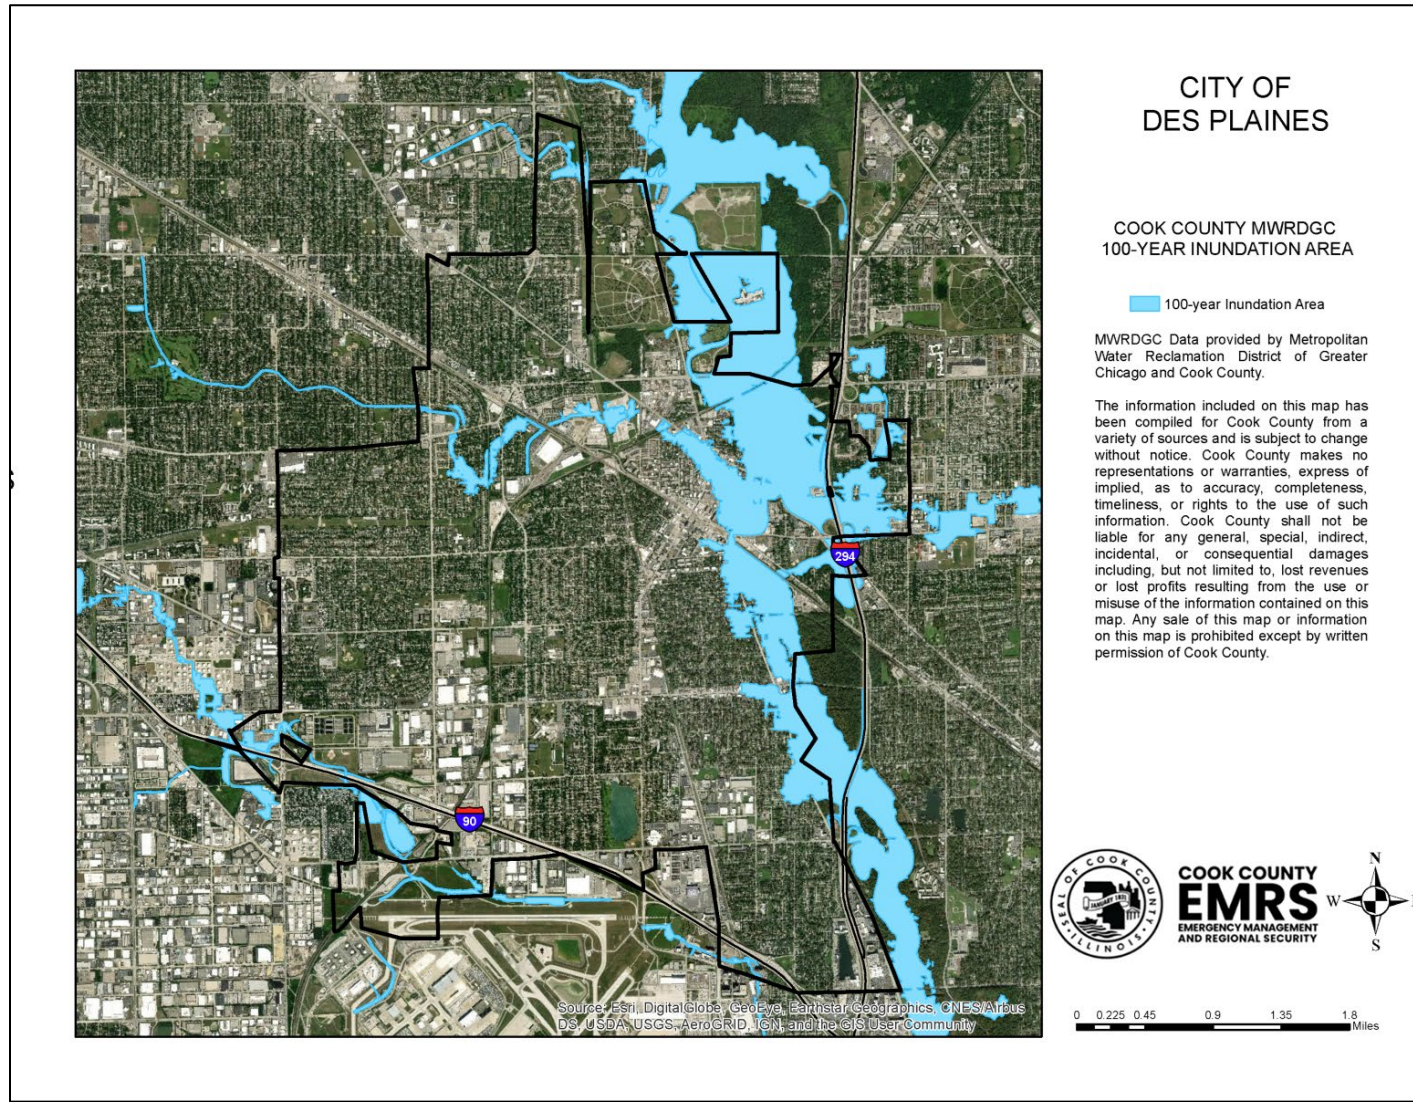 CITY OF
DES PLAINES
COOK COUNTY MWRDGC
100-YEAR INUNDATION AREA
100-year Inundation Area
MWRDGC Data provided by Metropolitan
Water Reclamation District of Greater
Chicago and Cook County.
The information included on this map has
been compiled for Cook County from a
variety of sources and is subject to change
without notice. Cook County makes no
representations or warranties, express of
implied, as to accuracy, completeness,
timeliness, or rights to the use of such
information. Cook County shall not be
liable for any general, special, indirect,
incidental, or consequential damages
including, but not limited to, lost revenues
or lost profits resulting from the use or
misuse of the information contained on this
map. Any sale of this map or information
on this map is prohibited except by written
permission of Cook County.
294
90
SEAL OF COOK COUNTY
JANUARY 1831
ILLINOIS
COOK COUNTY
EMRS
EMERGENCY MANAGEMENT
AND REGIONAL SECURITY
N
W
S
Source: Esri, DigitalGlobe, GeoEye, Earthstar Geographics, CNES/Airbus
DS, USDA, USGS, AeroGRID, IGN, and the GIS User Community
0 0.225 0.45 0.9 1.35 1.8
Miles